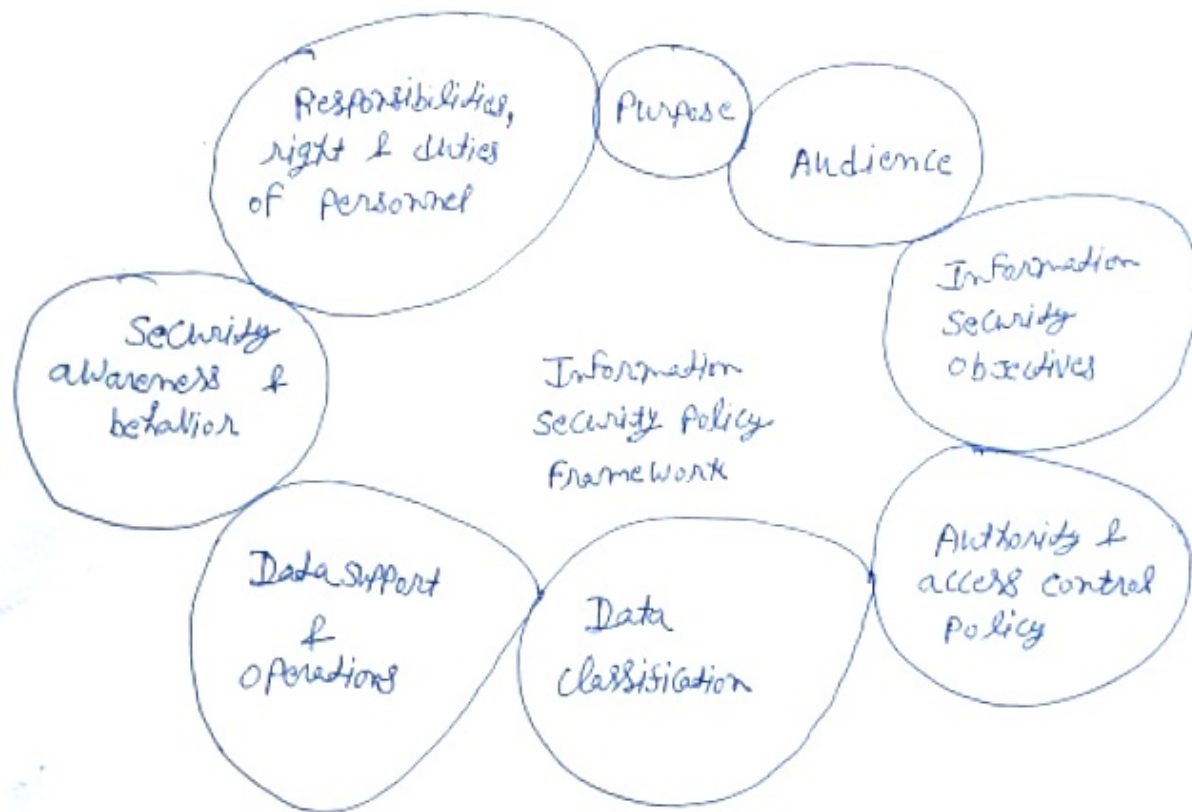 Responsibilities,
right & duties
of personnel
Purpose
Audience
Information
Security
objectives
Authority &
access control
policy
Data
classification
Data support
&
operations
Security
awareness &
behavior
Information
Security policy
Framework